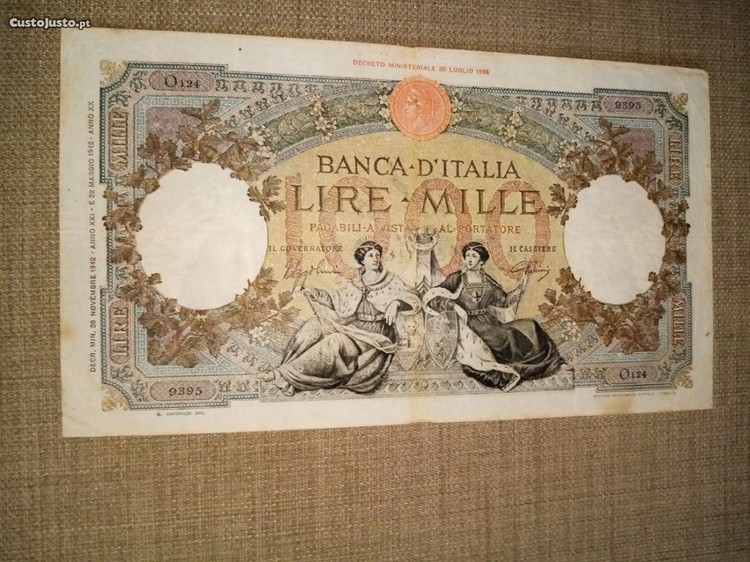 CustoJusto.pt
DECRETO MINISTERIALE 30 LUGLIO 1896
O124
9395
MILLE
LIRE
BANCA·D'ITALIA
1000
LIRE·MILLE
PAGABILI·A·VISTA AL·PORTATORE
IL GOVERNATORE
IL CASSIERE
DECR. MIN. 28 NOVEMBRE 1942 - ANNO XXI - E 22 MAGGIO 1942 - ANNO XX
LIRE
MILLE
9395
O124